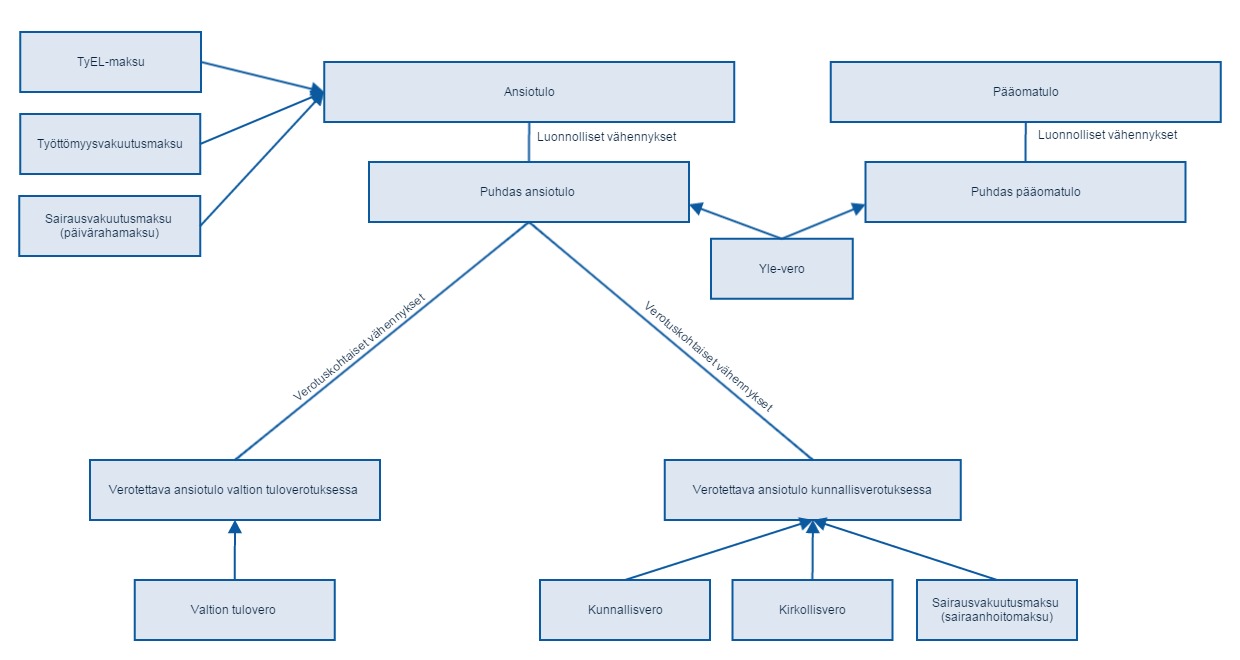 TyEL-maksu
Ansiotulo
Pääomatulo
Työttömyysvakuutusmaksu
Luonnolliset vähennykset
Luonnolliset vähennykset
Sairausvakuutusmaksu
(päivärahamaksu)
Puhdas ansiotulo
Puhdas pääomatulo
Yle-vero
Verotuskohtaiset vähennykset
Verotuskohtaiset vähennykset
Verotettava ansiotulo valtion tuloverotuksessa
Verotettava ansiotulo kunnallisverotuksessa
Valtion tulovero
Kunnallisvero
Kirkollisvero
Sairausvakuutusmaksu
(sairaanhoitomaksu)